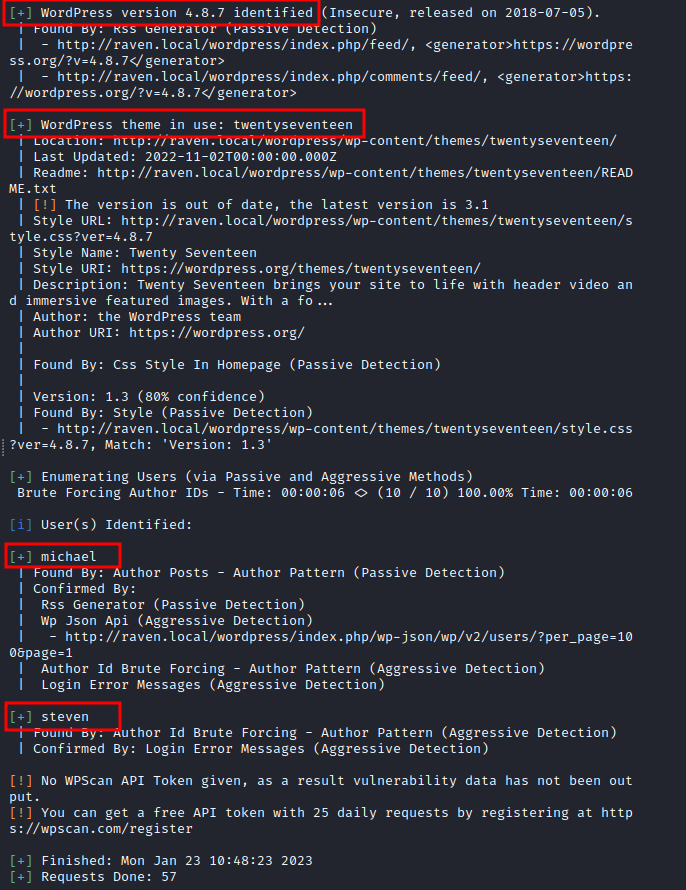 [+] WordPress version 4.8.7 identified (Insecure, released on 2018-07-05).
| Found By: Rss Generator (Passive Detection)
|  - http://raven.local/wordpress/index.php/feed/, <generator>https://wordpre
ss.org/?v=4.8.7</generator>
|  - http://raven.local/wordpress/index.php/comments/feed/, <generator>https:
//wordpress.org/?v=4.8.7</generator>
[+] WordPress theme in use: twentyseventeen
| Location: http://raven.local/wordpress/wp-content/themes/twentyseventeen/
| Last Updated: 2022-11-02T00:00:00.000Z
| Readme: http://raven.local/wordpress/wp-content/themes/twentyseventeen/READ
ME.txt
| [!] The version is out of date, the latest version is 3.1
| Style URL: http://raven.local/wordpress/wp-content/themes/twentyseventeen/s
tyle.css?ver=4.8.7
| Style Name: Twenty Seventeen
| Style URI: https://wordpress.org/themes/twentyseventeen/
| Description: Twenty Seventeen brings your site to life with header video an
d immersive featured images. With a fo...
| Author: the WordPress team
| Author URI: https://wordpress.org/
|
| Found By: Css Style In Homepage (Passive Detection)
|
| Version: 1.3 (80% confidence)
| Found By: Style (Passive Detection)
|  - http://raven.local/wordpress/wp-content/themes/twentyseventeen/style.css
?ver=4.8.7, Match: 'Version: 1.3'
[+] Enumerating Users (via Passive and Aggressive Methods)
Brute Forcing Author IDs - Time: 00:00:06 <> (10 / 10) 100.00% Time: 00:00:06
[i] User(s) Identified:
[+] michael
| Found By: Author Posts - Author Pattern (Passive Detection)
| Confirmed By:
|  Rss Generator (Passive Detection)
|  Wp Json Api (Aggressive Detection)
|   - http://raven.local/wordpress/index.php/wp-json/wp/v2/users/?per_page=10
0&page=1
|  Author Id Brute Forcing - Author Pattern (Aggressive Detection)
|  Login Error Messages (Aggressive Detection)
[+] steven
| Found By: Author Id Brute Forcing - Author Pattern (Aggressive Detection)
| Confirmed By: Login Error Messages (Aggressive Detection)
[!] No WPScan API Token given, as a result vulnerability data has not been out
put.
[!] You can get a free API token with 25 daily requests by registering at http
s://wpscan.com/register
[+] Finished: Mon Jan 23 10:48:23 2023
[+] Requests Done: 57